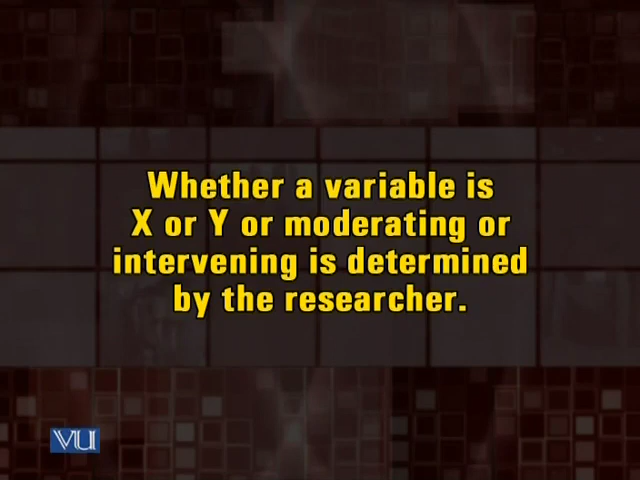 Whether a variable is
X or Y or moderating or
intervening is determined
by the researcher.
VU